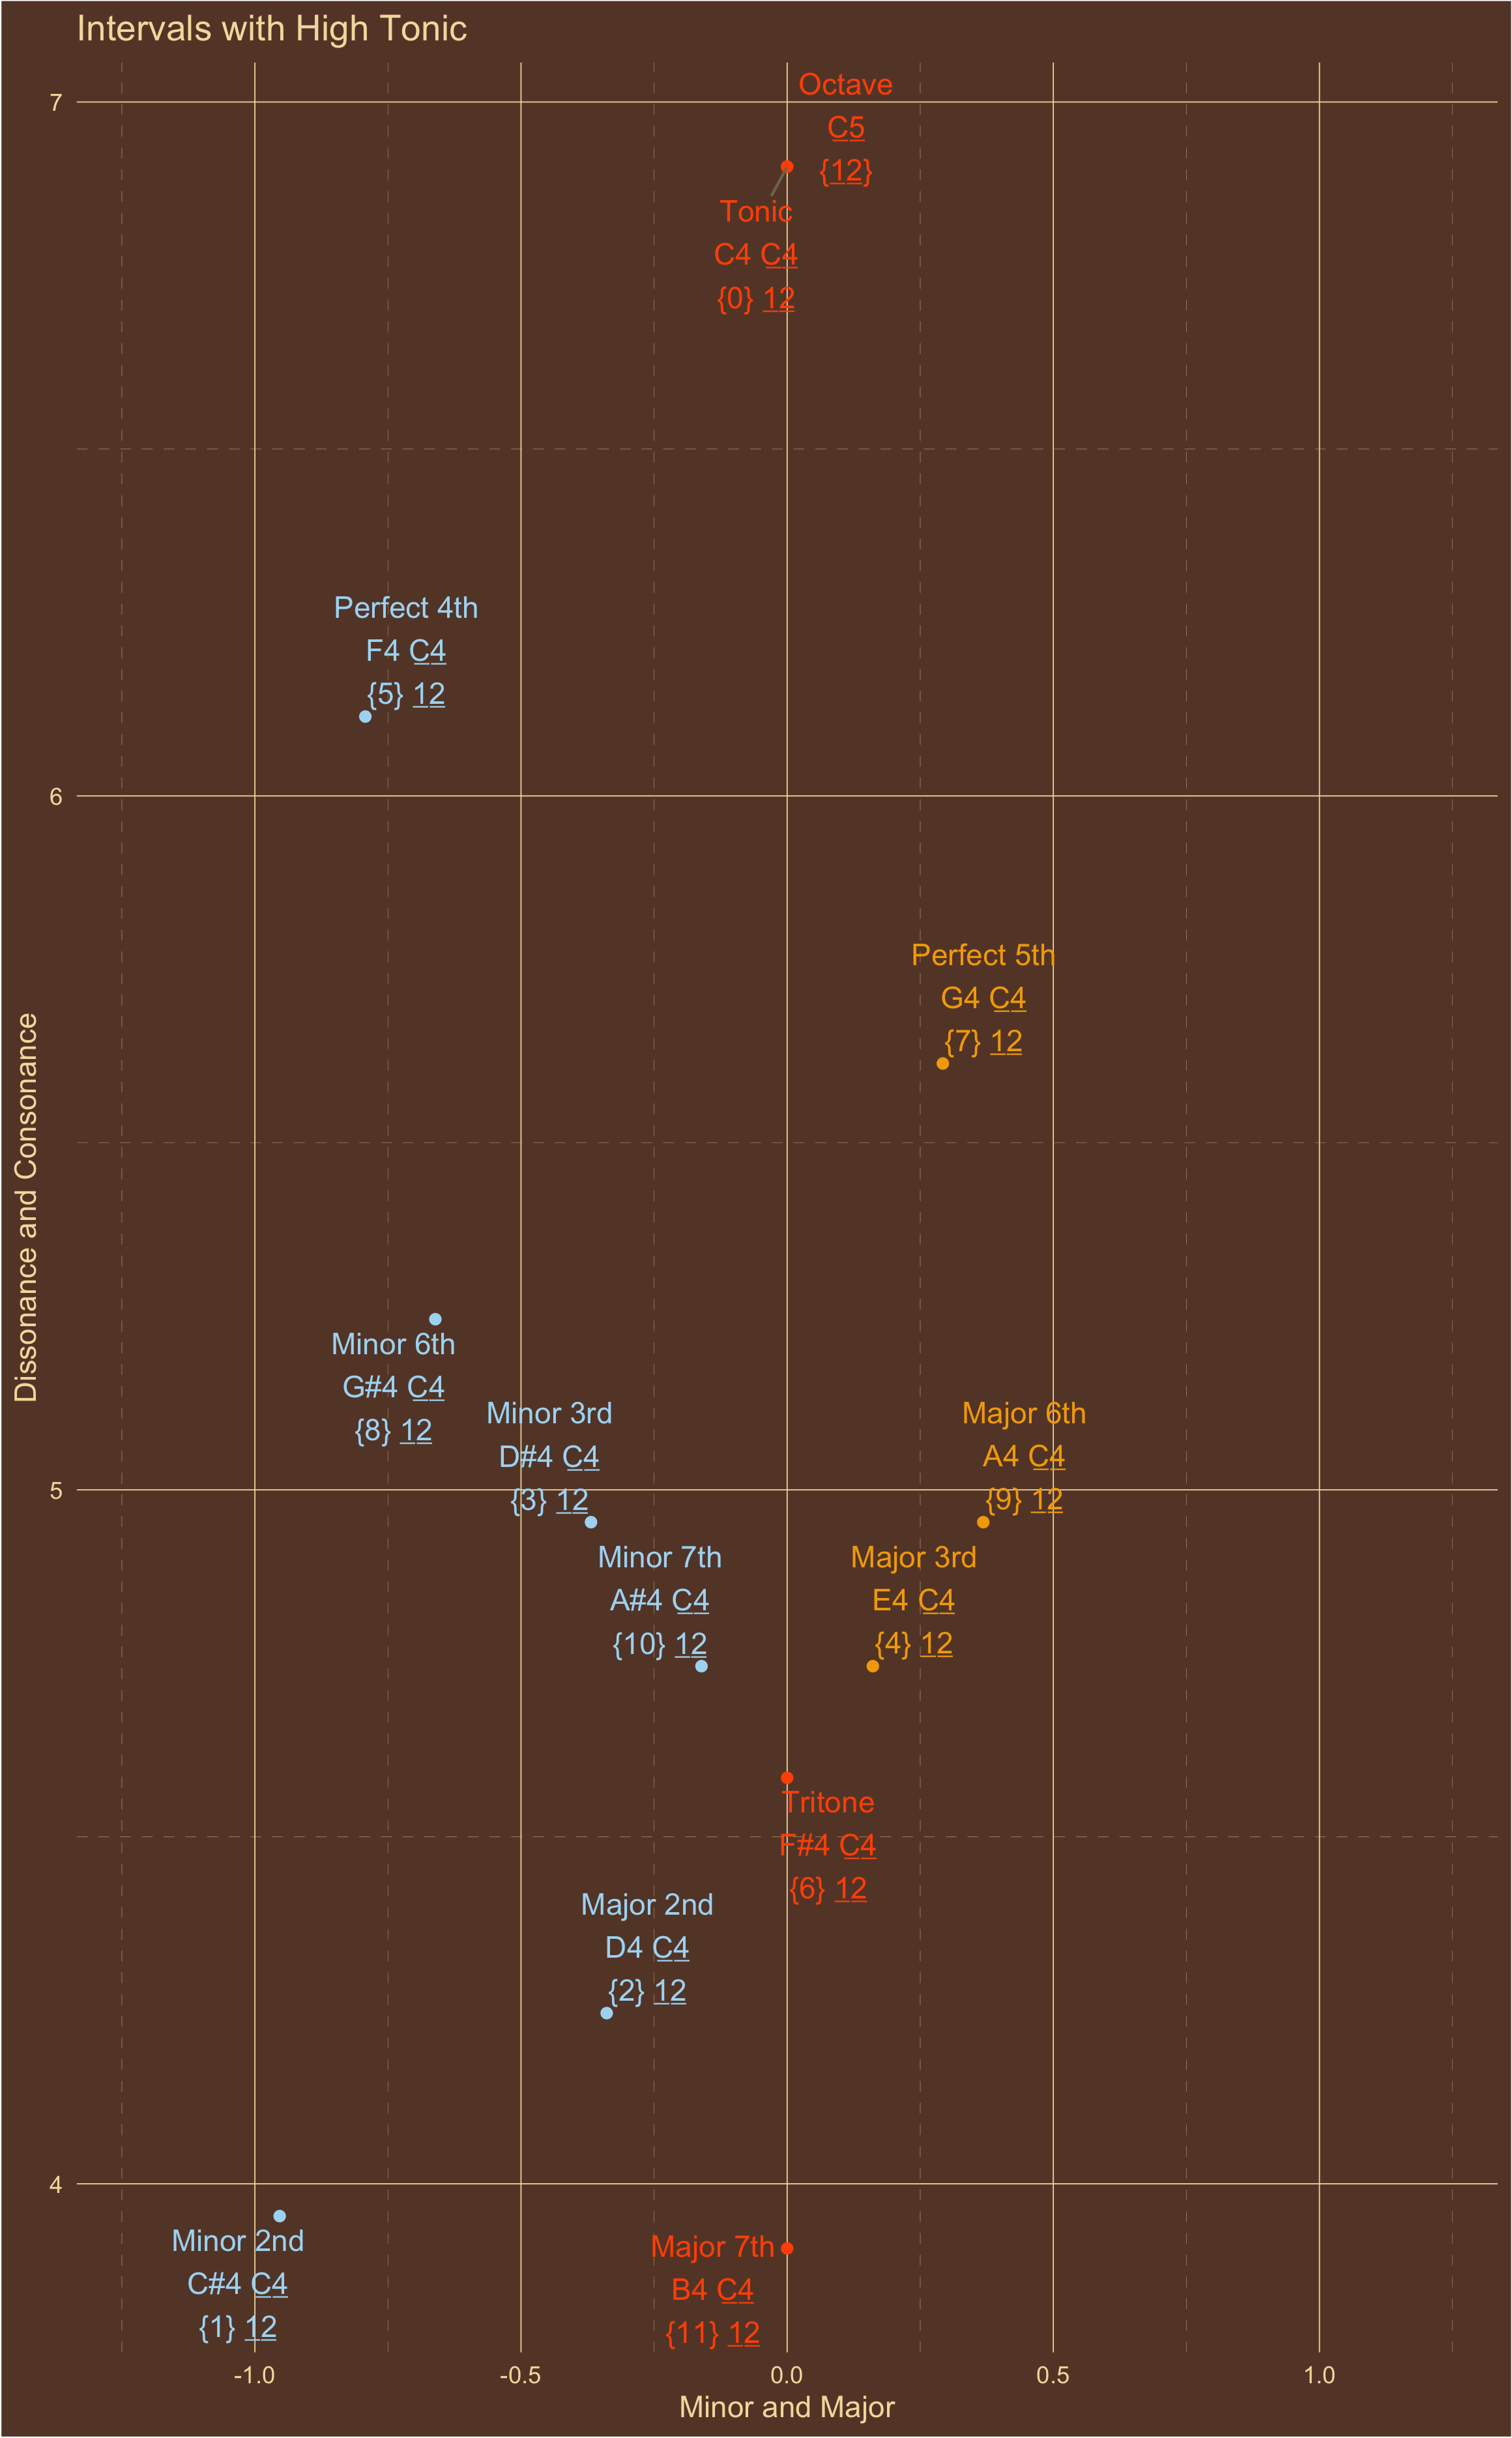 Intervals with High Tonic
7
Octave
C5
{12}
Tonic
C4 C4
{0} 12
Perfect 4th
F4 C4
{5} 12
6
Perfect 5th
G4 C4
{7} 12
Dissonance and Consonance
Minor 6th
G#4 C4
{8} 12
Minor 3rd
D#4 C4
{3} 12
Major 6th
A4 C4
{9} 12
5
Minor 7th
A#4 C4
{10} 12
Major 3rd
E4 C4
{4} 12
Tritone
F#4 C4
{6} 12
Major 2nd
D4 C4
{2} 12
4
Minor 2nd
C#4 C4
{1} 12
Major 7th
B4 C4
{11} 12
-1.0
-0.5
0.0
0.5
1.0
Minor and Major